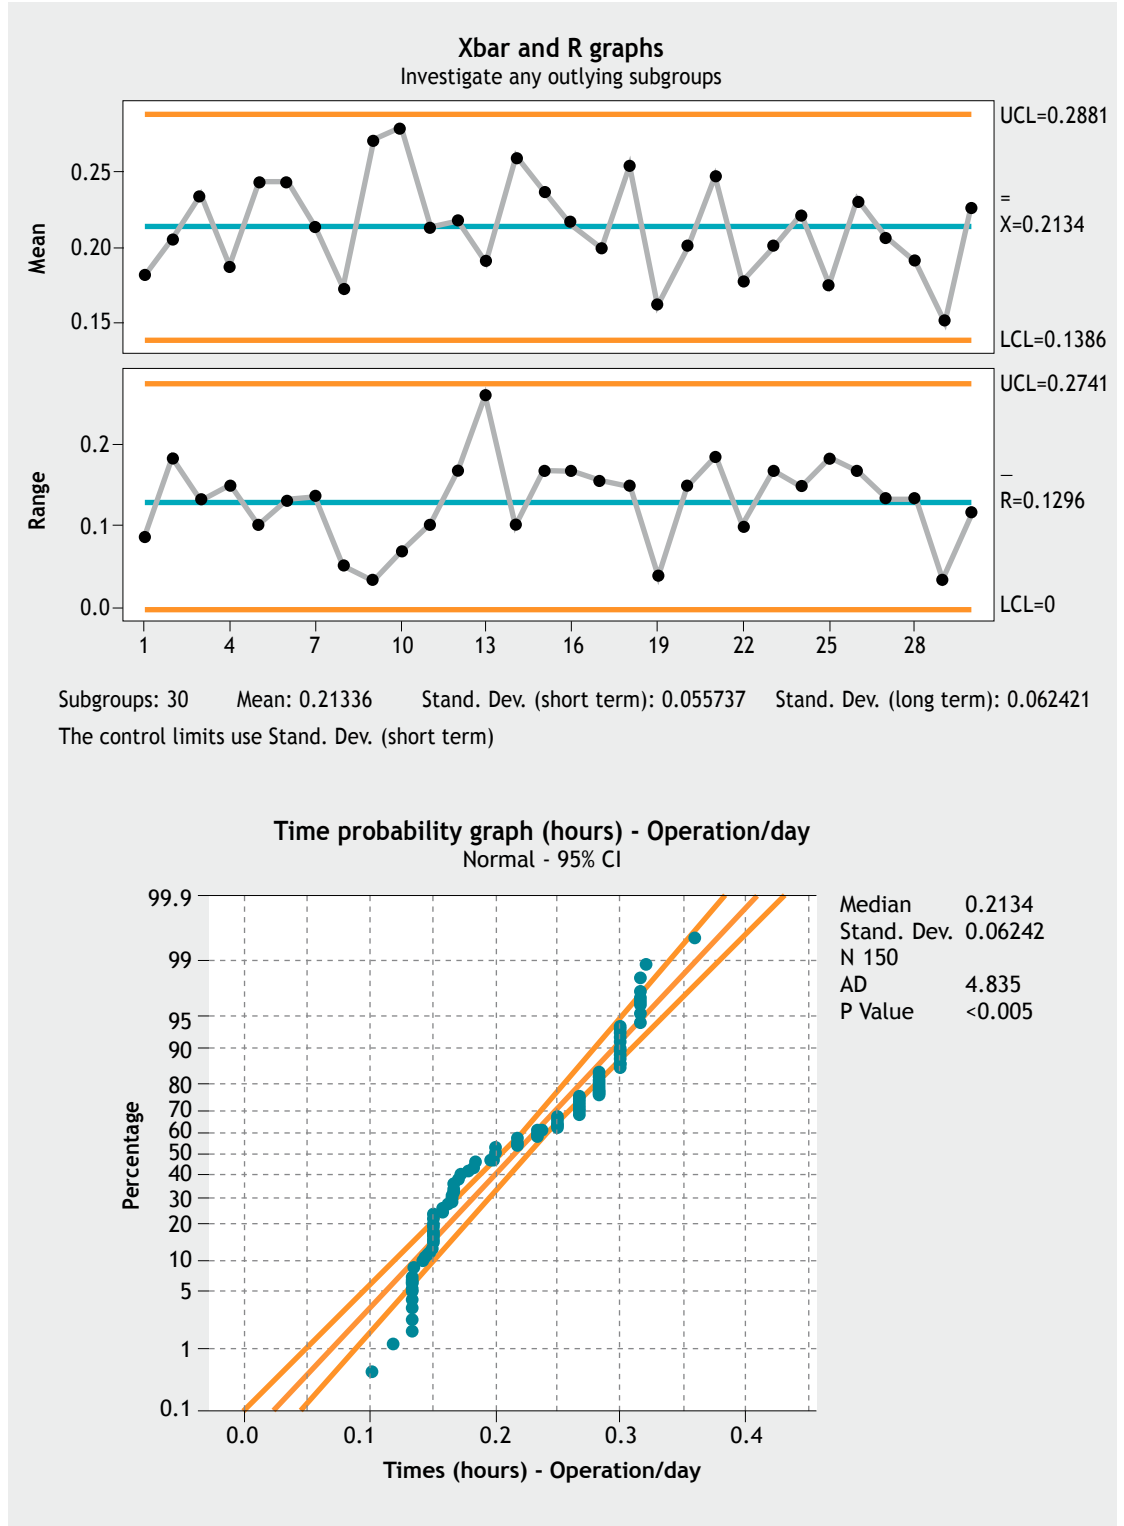 Xbar and R graphs
Investigate any outlying subgroups
Mean
0.25
0.20
0.15
UCL=0.2881
=
X=0.2134
LCL=0.1386
Range
0.2
0.1
0.0
UCL=0.2741
_
R=0.1296
LCL=0
1 4 7 10 13 16 19 22 25 28
Subgroups: 30 Mean: 0.21336 Stand. Dev. (short term): 0.055737 Stand. Dev. (long term): 0.062421
The control limits use Stand. Dev. (short term)
Time probability graph (hours) - Operation/day
Normal - 95% CI
Percentage
99.9
99
95
90
80
70
60
50
40
30
20
10
5
1
0.1
0.0 0.1 0.2 0.3 0.4
Times (hours) - Operation/day
Median 0.2134
Stand. Dev. 0.06242
N 150
AD 4.835
P Value <0.005